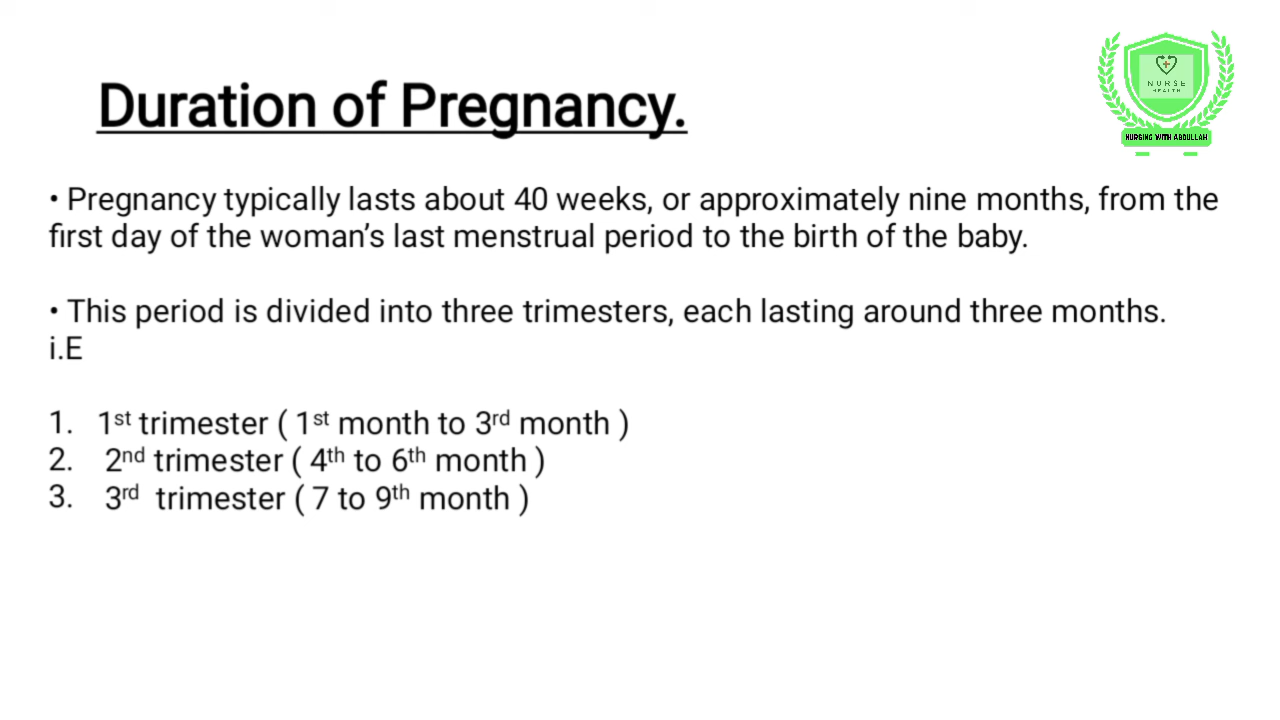 Duration of Pregnancy.
NURSE
HEALTH
NURSING WITH ABDULLAH
• Pregnancy typically lasts about 40 weeks, or approximately nine months, from the
first day of the woman’s last menstrual period to the birth of the baby.
• This period is divided into three trimesters, each lasting around three months.
i.E
1. 1st trimester ( 1st month to 3rd month )
2. 2nd trimester ( 4th to 6th month )
3. 3rd trimester ( 7 to 9th month )